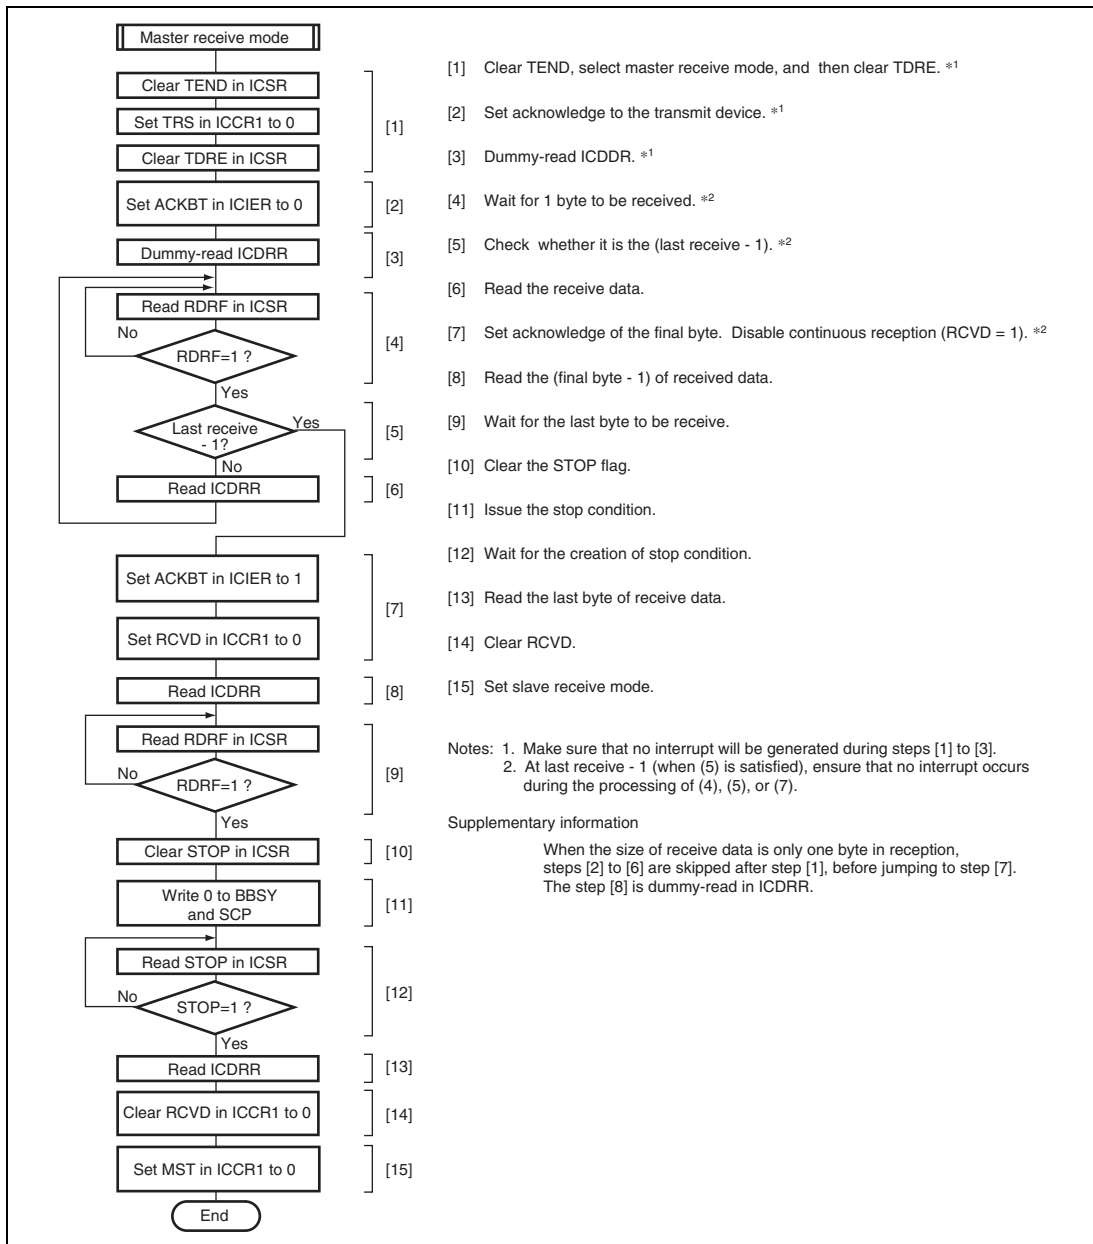 Master receive mode
Clear TEND in ICSR
Set TRS in ICCR1 to 0
[1]
Clear TDRE in ICSR
Set ACKBT in ICIER to 0
[2]
Dummy-read ICDRR
[3]
Read RDRF in ICSR
No
RDRF=1 ?
[4]
Yes
Last receive
- 1?
Yes
[5]
No
Read ICDRR
[6]
Set ACKBT in ICIER to 1
[7]
Set RCVD in ICCR1 to 0
Read ICDRR
[8]
Read RDRF in ICSR
No
RDRF=1 ?
[9]
Yes
Clear STOP in ICSR
[10]
Write 0 to BBSY
and SCP
[11]
Read STOP in ICSR
No
STOP=1 ?
[12]
Yes
Read ICDRR
[13]
Clear RCVD in ICCR1 to 0
[14]
Set MST in ICCR1 to 0
[15]
End
[1] Clear TEND, select master receive mode, and then clear TDRE. *1
[2] Set acknowledge to the transmit device. *1
[3] Dummy-read ICDDR. *1
[4] Wait for 1 byte to be received. *2
[5] Check whether it is the (last receive - 1). *2
[6] Read the receive data.
[7] Set acknowledge of the final byte. Disable continuous reception (RCVD = 1). *2
[8] Read the (final byte - 1) of received data.
[9] Wait for the last byte to be receive.
[10] Clear the STOP flag.
[11] Issue the stop condition.
[12] Wait for the creation of stop condition.
[13] Read the last byte of receive data.
[14] Clear RCVD.
[15] Set slave receive mode.
Notes: 1. Make sure that no interrupt will be generated during steps [1] to [3].
2. At last receive - 1 (when (5) is satisfied), ensure that no interrupt occurs
during the processing of (4), (5), or (7).
Supplementary information
When the size of receive data is only one byte in reception,
steps [2] to [6] are skipped after step [1], before jumping to step [7].
The step [8] is dummy-read in ICDRR.